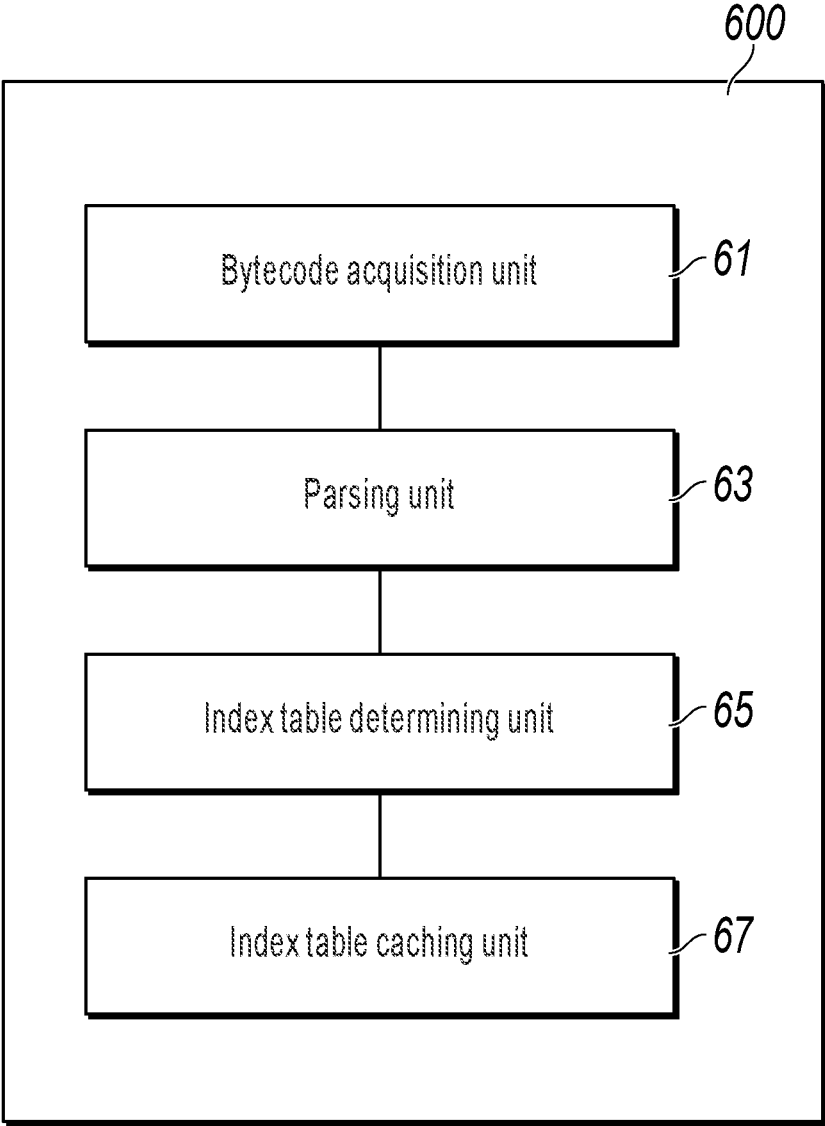 600
Bytecode acquisition unit
61
Parsing unit
63
Index table determining unit
65
Index table caching unit
67